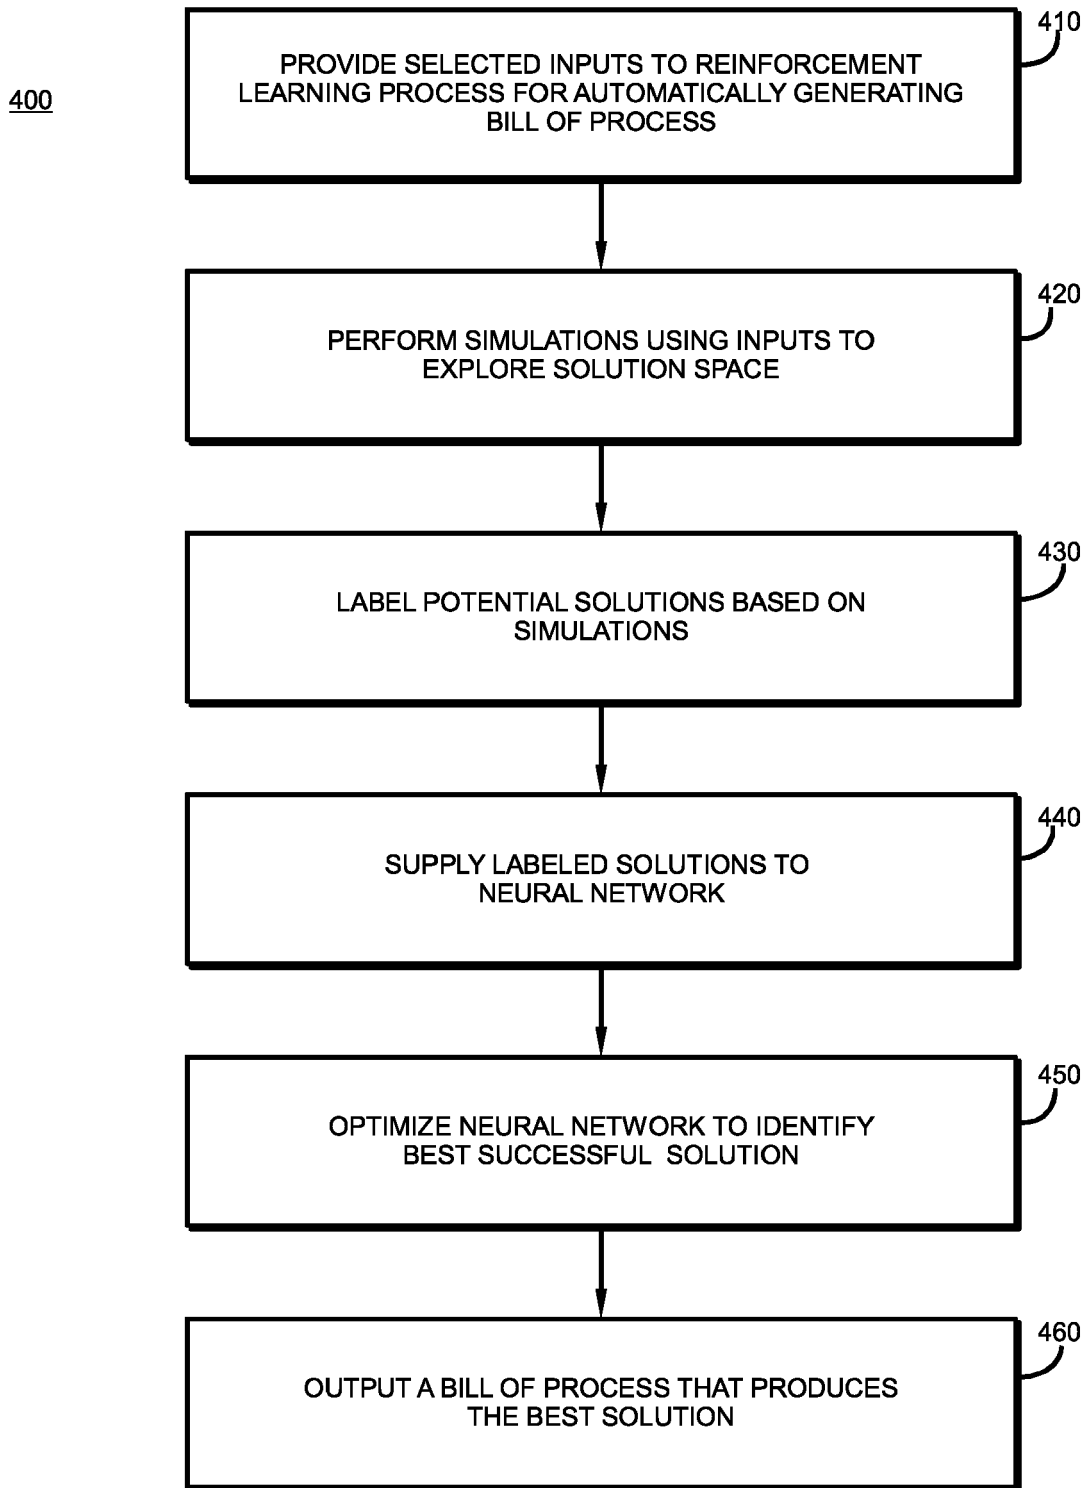 400
410
PROVIDE SELECTED INPUTS TO REINFORCEMENT
LEARNING PROCESS FOR AUTOMATICALLY GENERATING
BILL OF PROCESS
420
PERFORM SIMULATIONS USING INPUTS TO
EXPLORE SOLUTION SPACE
430
LABEL POTENTIAL SOLUTIONS BASED ON
SIMULATIONS
440
SUPPLY LABELED SOLUTIONS TO
NEURAL NETWORK
450
OPTIMIZE NEURAL NETWORK TO IDENTIFY
BEST SUCCESSFUL SOLUTION
460
OUTPUT A BILL OF PROCESS THAT PRODUCES
THE BEST SOLUTION